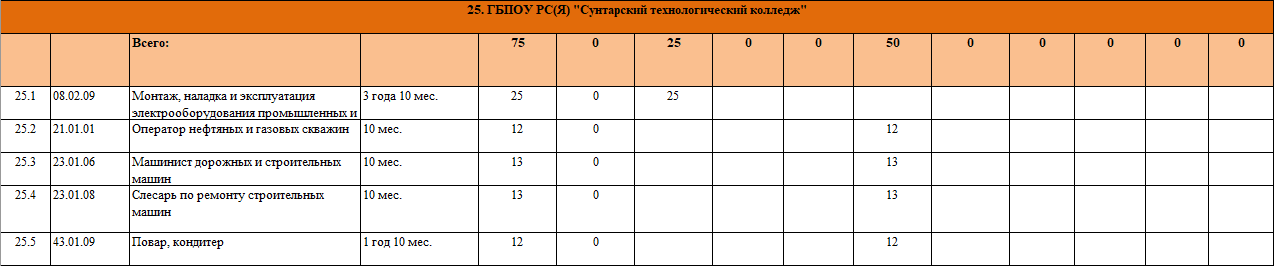 25. ГБПОУ РС(Я) "Сунтарский технологический колледж"
Всего: 75 0 25 0 0 50 0 0 0 0 0
25.1 08.02.09 Монтаж, наладка и эксплуатация 3 года 10 мес. 25 0 25
электрооборудования промышленных и
25.2 21.01.01 Оператор нефтяных и газовых скважин 10 мес. 12 0 12
25.3 23.01.06 Машинист дорожных и строительных 10 мес. 13 0 13
машин
25.4 23.01.08 Слесарь по ремонту строительных 10 мес. 13 0 13
машин
25.5 43.01.09 Повар, кондитер 1 год 10 мес. 12 0 12